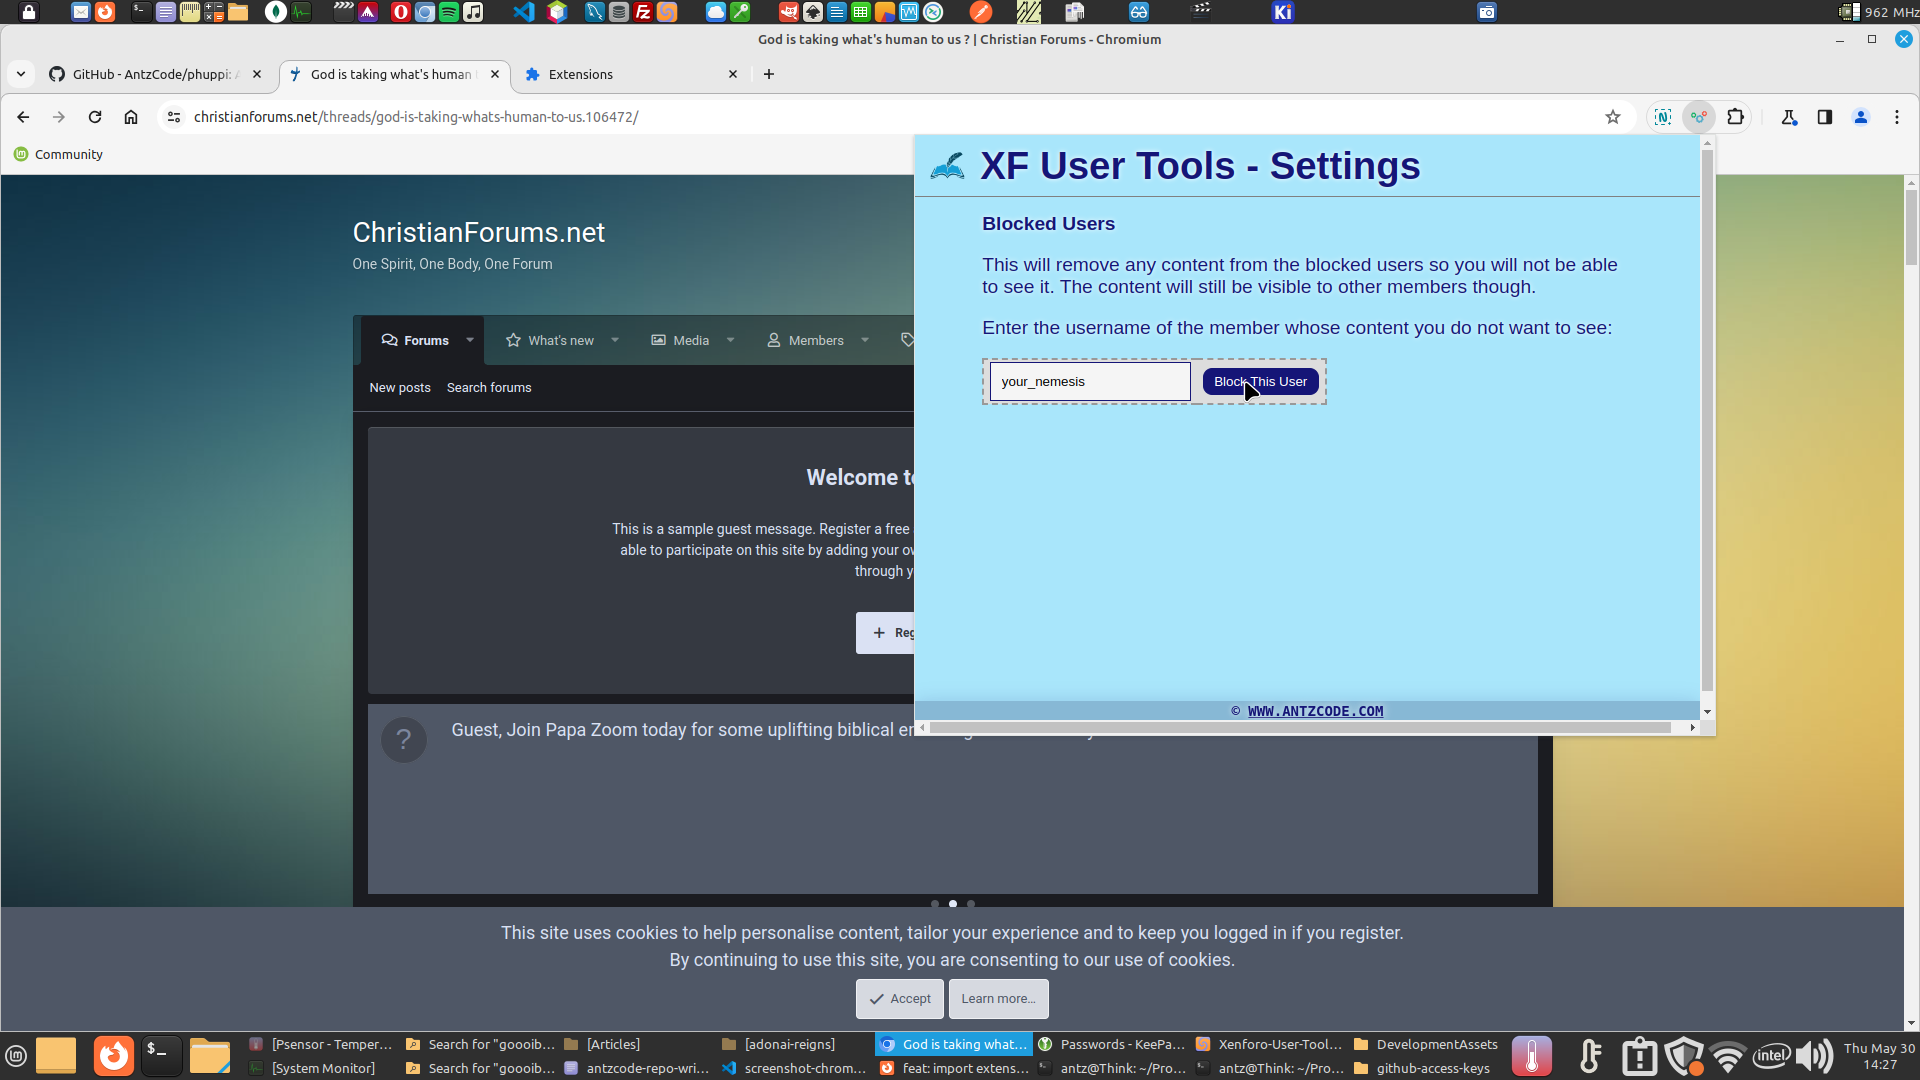 962 MHz
God is taking what's human to us ? | Christian Forums - Chromium
GitHub - AntzCode/phuppi: 
God is taking what's human
Extensions
christianforums.net/threads/god-is-taking-whats-human-to-us.106472/
Community
XF User Tools - Settings
Blocked Users
This will remove any content from the blocked users so you will not be able
to see it. The content will still be visible to other members though.
Enter the username of the member whose content you do not want to see:
your_nemesis
Block This User
© WWW.ANTZCODE.COM
ChristianForums.net
One Spirit, One Body, One Forum
Forums
What's new
Media
Members
New posts
Search forums
Welcome to
This is a sample guest message. Register a free
able to participate on this site by adding your
through
Reg
Guest, Join Papa Zoom today for some uplifting biblical
This site uses cookies to help personalise content, tailor your experience and to keep you logged in if you register.
By continuing to use this site, you are consenting to our use of cookies.
Accept
Learn more…
[Psensor - Temper...
Search for "goooib...
[Articles]
[adonai-reigns]
God is taking what...
Passwords - KeePa...
Xenforo-User-Tool...
DevelopmentAssets
[System Monitor]
Search for "goooib...
antzcode-repo-wri...
screenshot-chrom...
feat: import extens...
antz@Think: ~/Pro...
antz@Think: ~/Pro...
github-access-keys
intel
Thu May 30
14:27